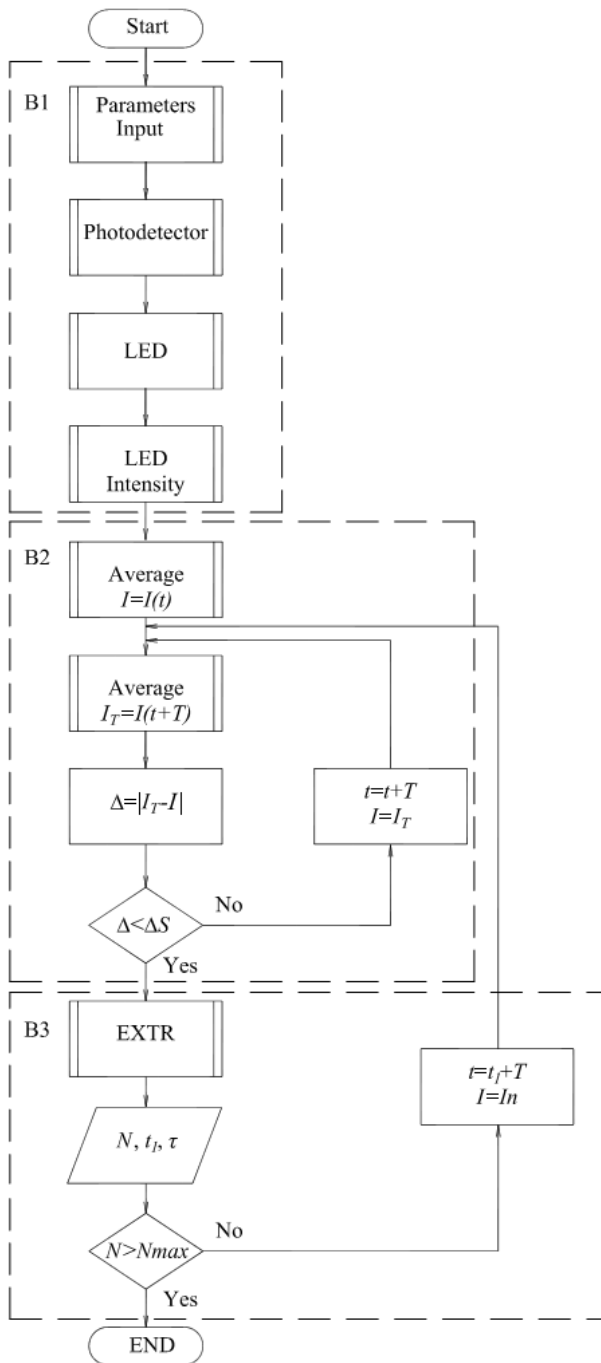 Start
B1
Parameters
Input
Photodetector
LED
LED
Intensity
B2
Average
I=I(t)
Average
I_T=I(t+T)
Δ=|I_T-I|
t=t+T
I=I_T
Δ<ΔS
No
Yes
B3
EXTR
t=t_I+T
I=In
N, t_I, τ
N>Nmax
No
Yes
END